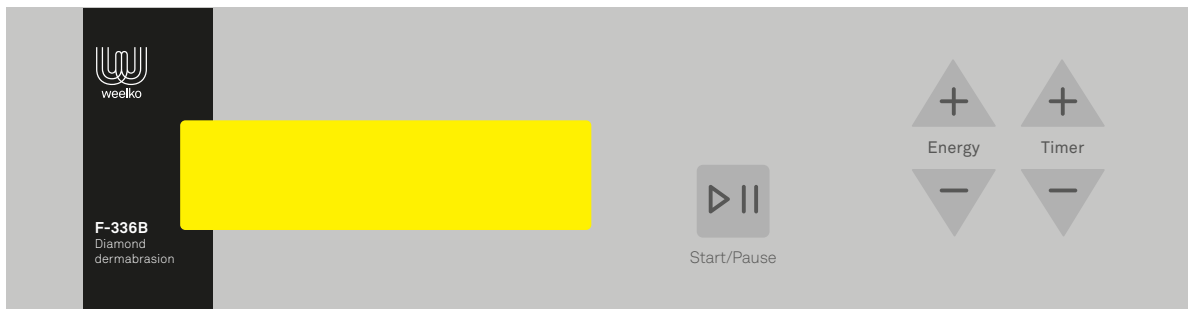 weelko
F-336B
Diamond
dermabrasion
Start/Pause
+
+
Energy
Timer
−
−